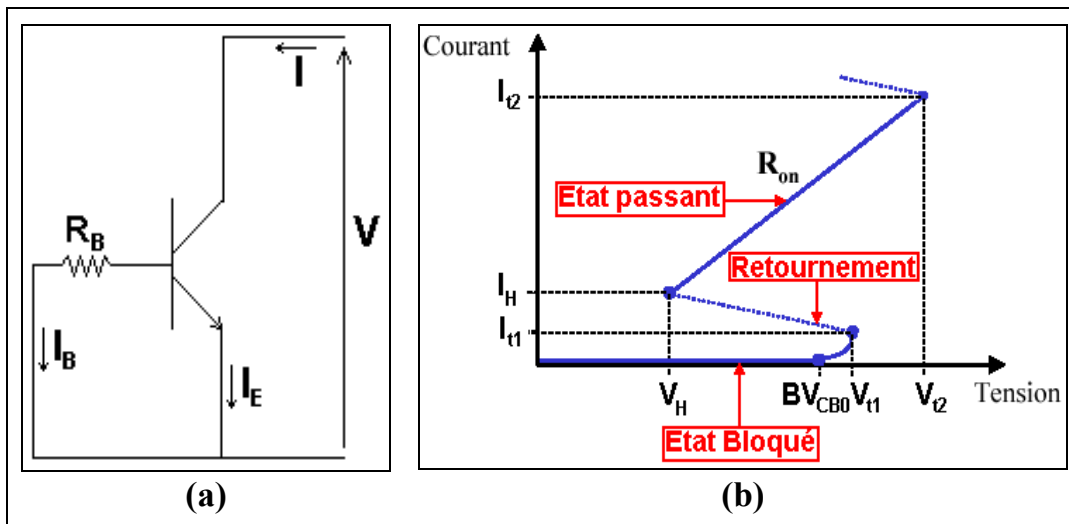 I
V
R_B
I_B
I_E
(a)
Courant
I_t2
R_on
Etat passant
Retournement
I_H
I_t1
V_H
BV_CB0
V_t1
V_t2
Tension
Etat Bloqué
(b)